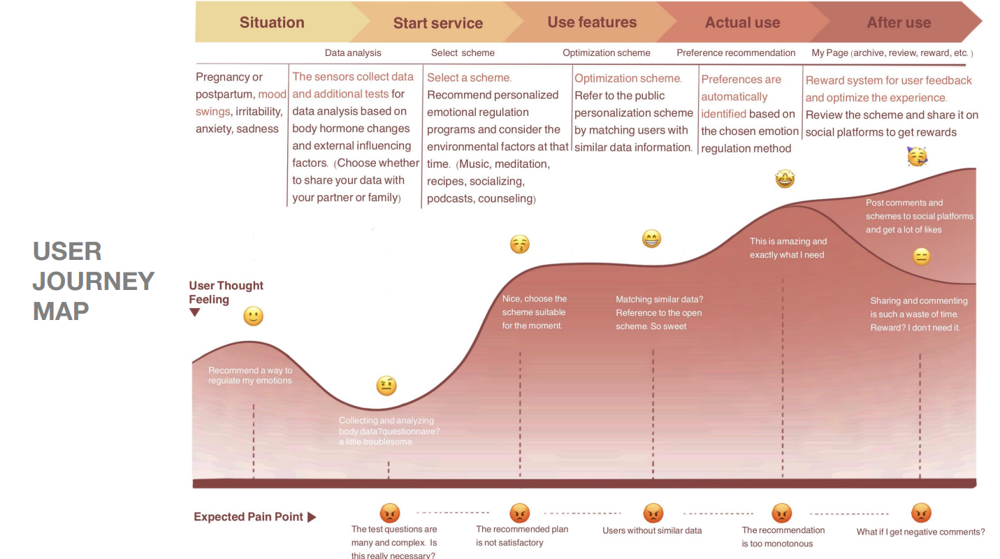 USER
JOURNEY
MAP
Situation
Start service
Use features
Actual use
After use
Data analysis
Select scheme
Optimization scheme
Preference recommendation
My Page (archive, review, reward, etc. )
Pregnancy or
postpartum, mood
swings, irritability,
anxiety, sadness
The sensors collect data
and additional tests for
data analysis based on
body hormone changes
and external influencing
factors. (Choose whether
to share your data with
your partner or family)
Select a scheme.
Recommend personalized
emotional regulation
programs and consider the
environmental factors at that
time. (Music, meditation,
recipes, socializing,
podcasts, counseling)
Optimization scheme.
Refer to the public
personalization scheme
by matching users with
similar data information.
Preferences are
automatically
identified based on
the chosen emotion
regulation method
Reward system for user feedback
and optimize the experience.
Review the scheme and share it on
social platforms to get rewards
User Thought
Feeling
Recommend a way to
regulate my emotions
Collecting and analyzing
body data?questionnaire?
a little troublesome.
Nice, choose the
scheme suitable
for the moment.
Matching similar data?
Reference to the open
scheme. So sweet
This is amazing and
exactly what I need
Post comments and
schemes to social platforms
and get a lot of likes
Sharing and commenting
is such a waste of time.
Reward? I don't need it.
Expected Pain Point
The test questions are
many and complex. Is
this really necessary?
The recommended plan
is not satisfactory
Users without similar data
The recommendation
is too monotonous
What if I get negative comments?